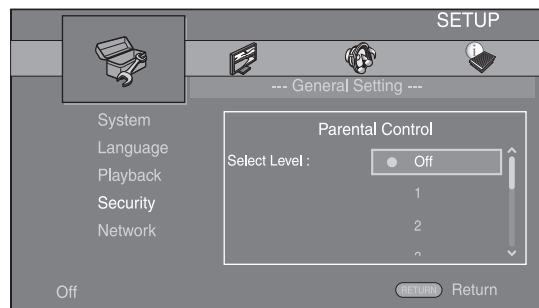 SETUP
--- General Setting ---
System
Language
Playback
Security
Network
Parental Control
Select Level :
Off
1
2
Off
RETURN Return